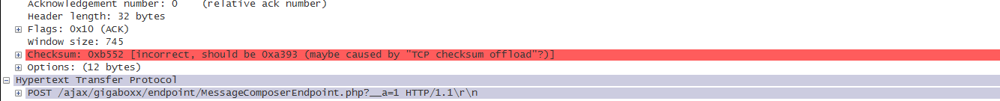 Acknowledgement number: 0    (relative ack number)
Header length: 32 bytes
Flags: 0x10 (ACK)
Window size: 745
Checksum: 0xb552 [incorrect, should be 0xa393 (maybe caused by "TCP checksum offload"?)]
Options: (12 bytes)
Hypertext Transfer Protocol
POST /ajax/gigaboxx/endpoint/MessageComposerEndpoint.php?__a=1 HTTP/1.1\r\n